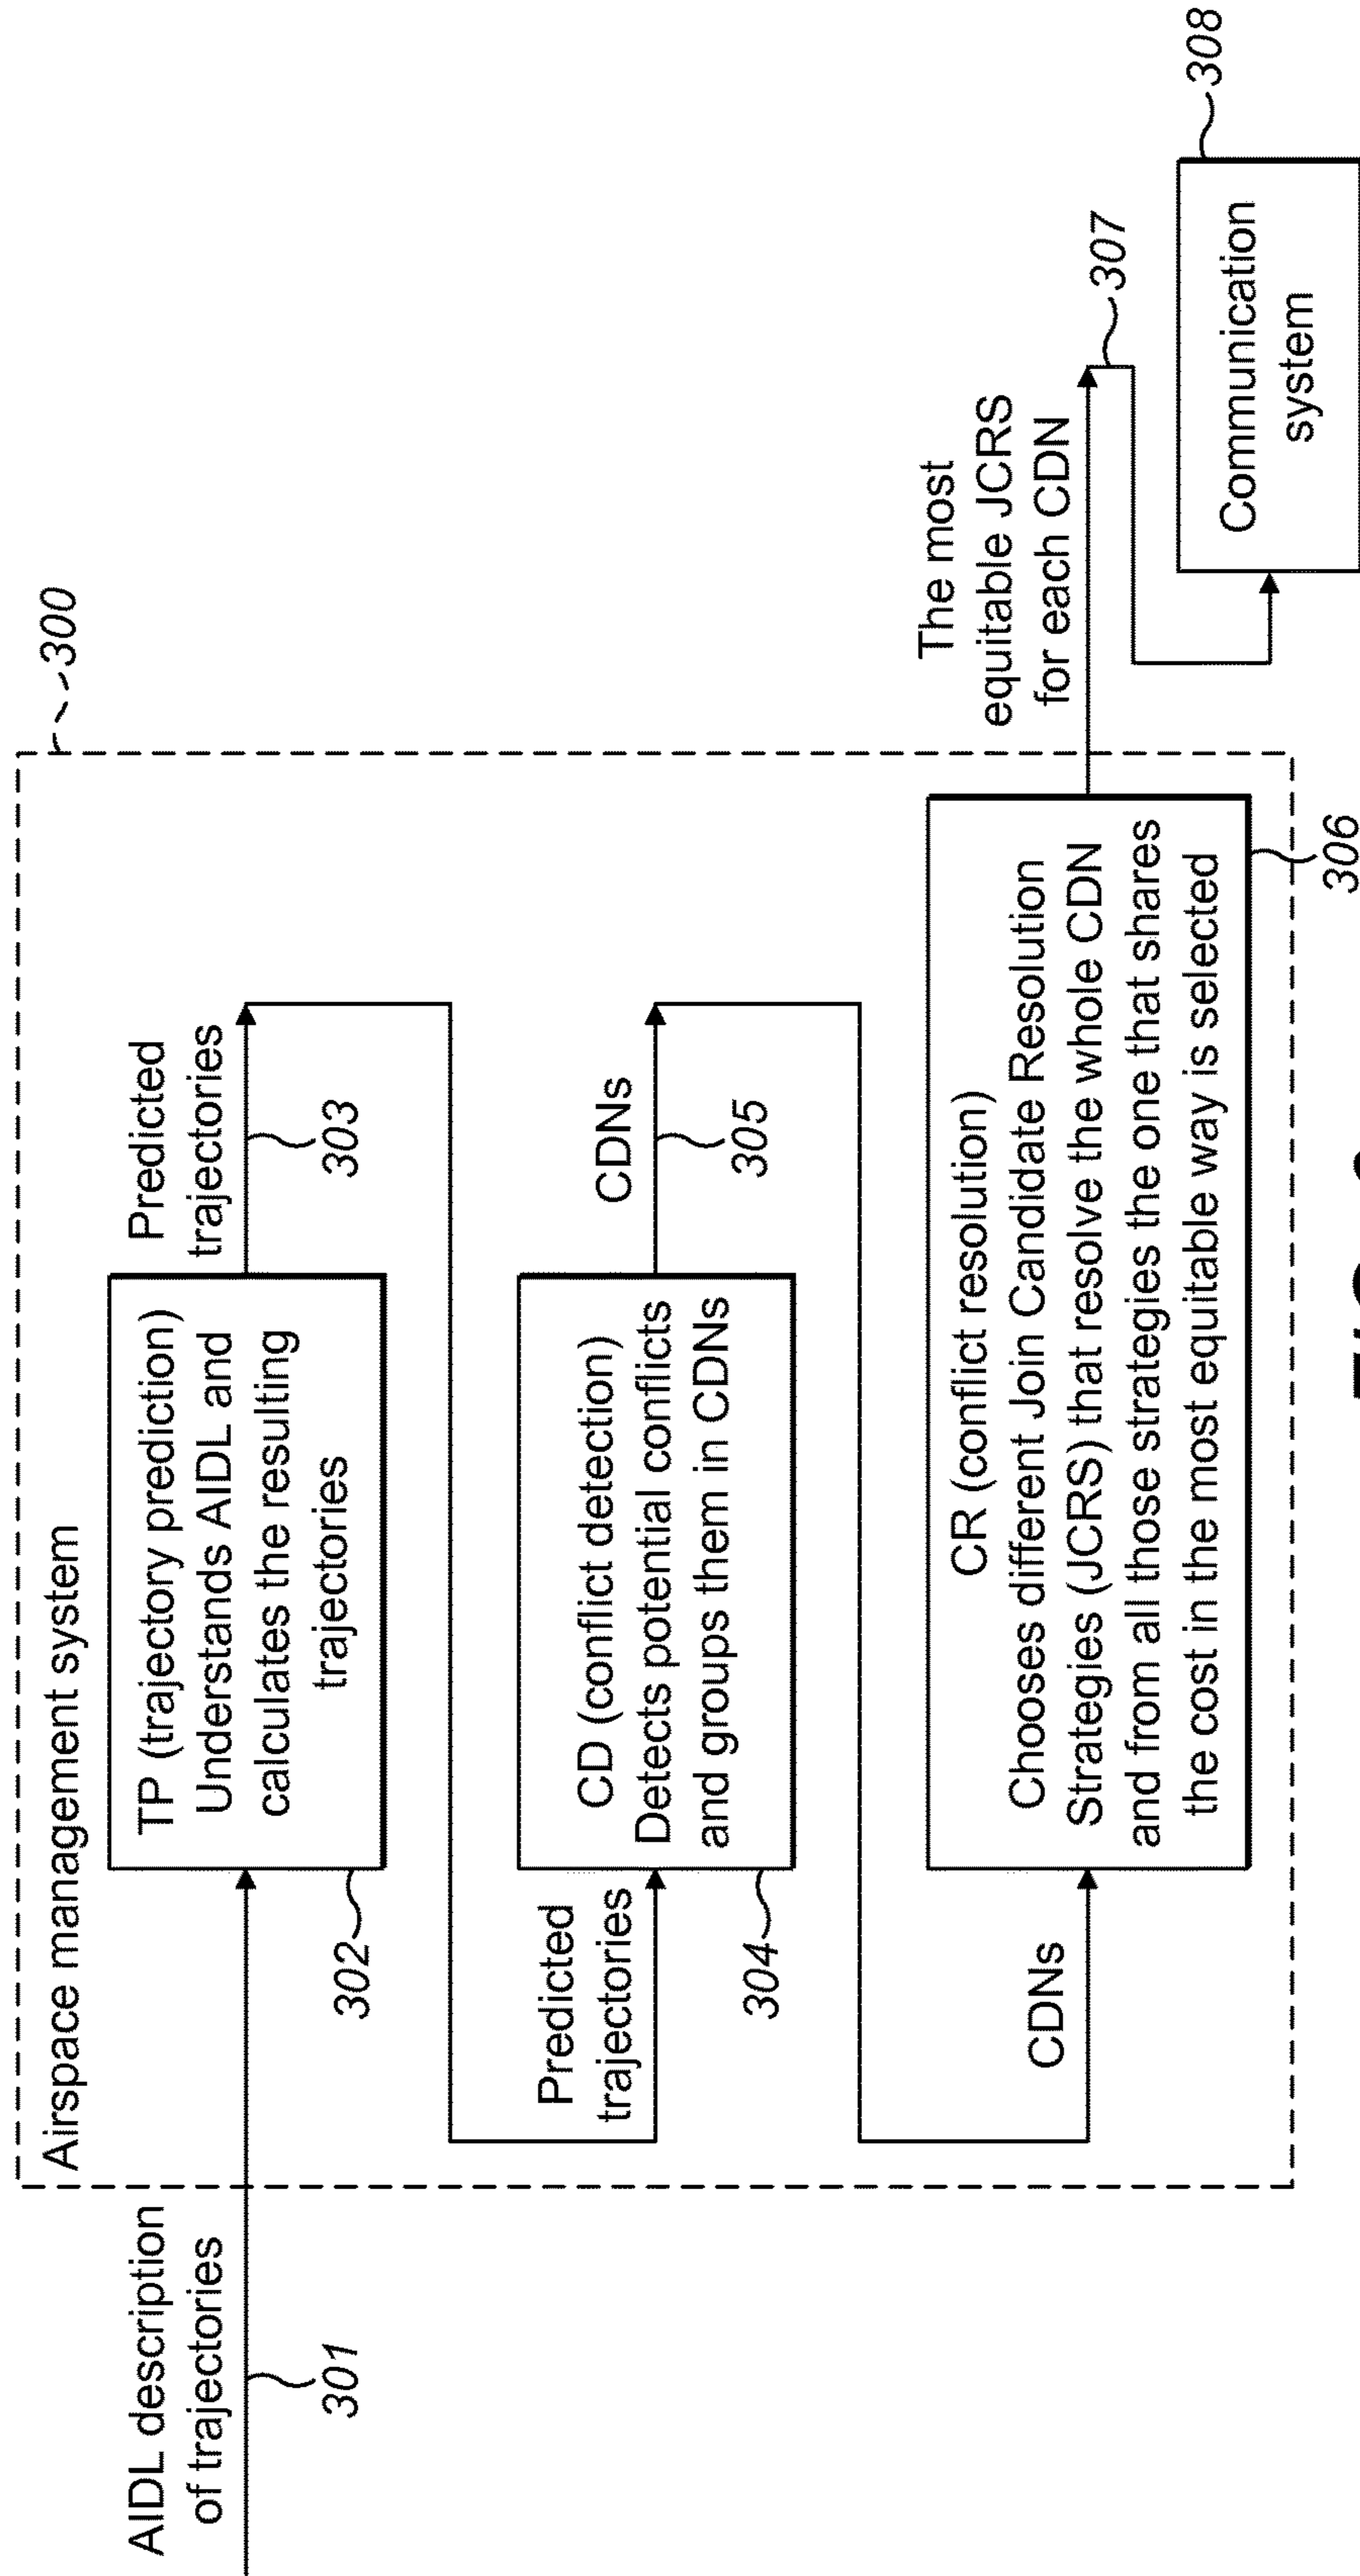 Airspace management system
300
AIDL description
of trajectories
301
TP (trajectory prediction)
Understands AIDL and
calculates the resulting
trajectories
302
Predicted
trajectories
303
Predicted
trajectories
CD (conflict detection)
Detects potential conflicts
and groups them in CDNs
304
CDNs
305
CDNs
CR (conflict resolution)
Chooses different Join Candidate Resolution
Strategies (JCRS) that resolve the whole CDN
and from all those strategies the one that shares
the cost in the most equitable way is selected
306
The most
equitable JCRS
for each CDN
307
Communication
system
308